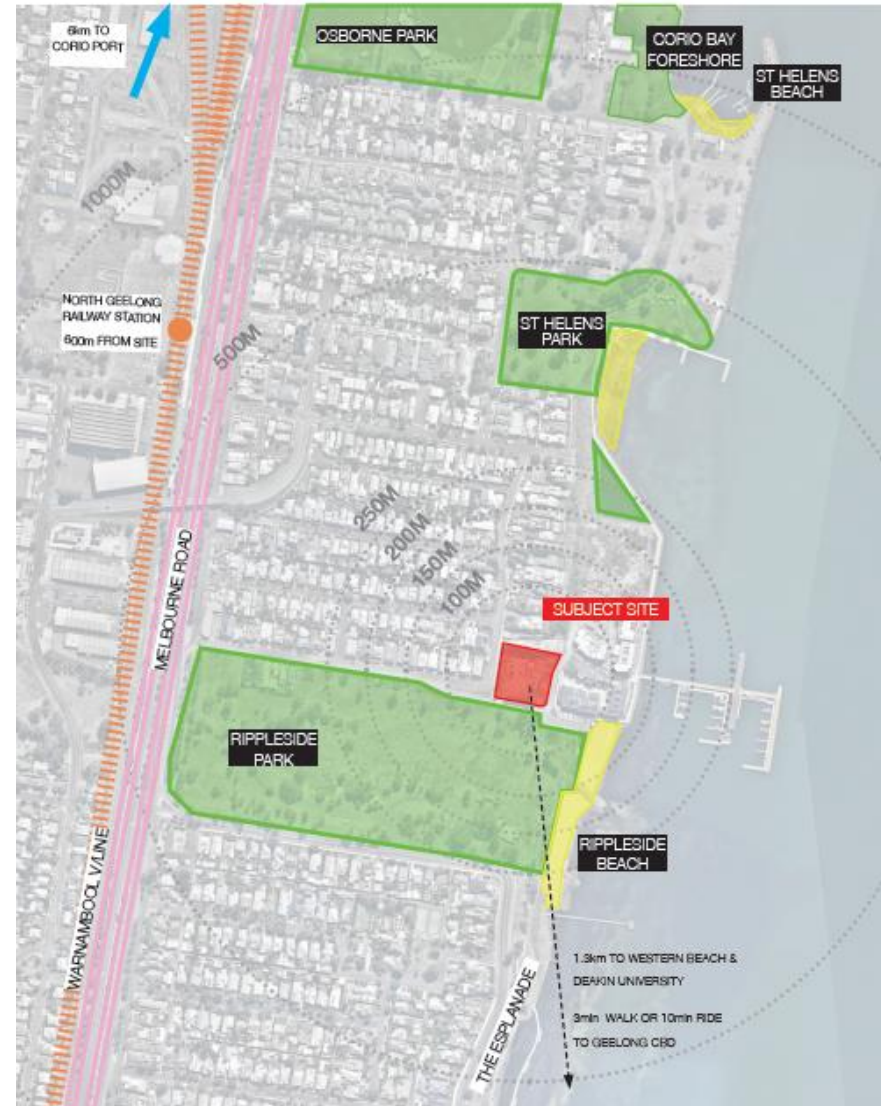 6km TO
CORIO PORT
OSBORNE PARK
CORIO BAY
FORESHORE
ST HELENS
BEACH
1000M
NORTH GEELONG
RAILWAY STATION
600m FROM SITE
500M
ST HELENS
PARK
250M
200M
150M
100M
MELBOURNE ROAD
SUBJECT SITE
RIPPLESIDE
PARK
RIPPLESIDE
BEACH
WARNAMBOOL V/LINE
1.3km TO WESTERN BEACH &
DEAKIN UNIVERSITY
3min WALK OR 10min RIDE
TO GEELONG CBD
THE ESPLANADE